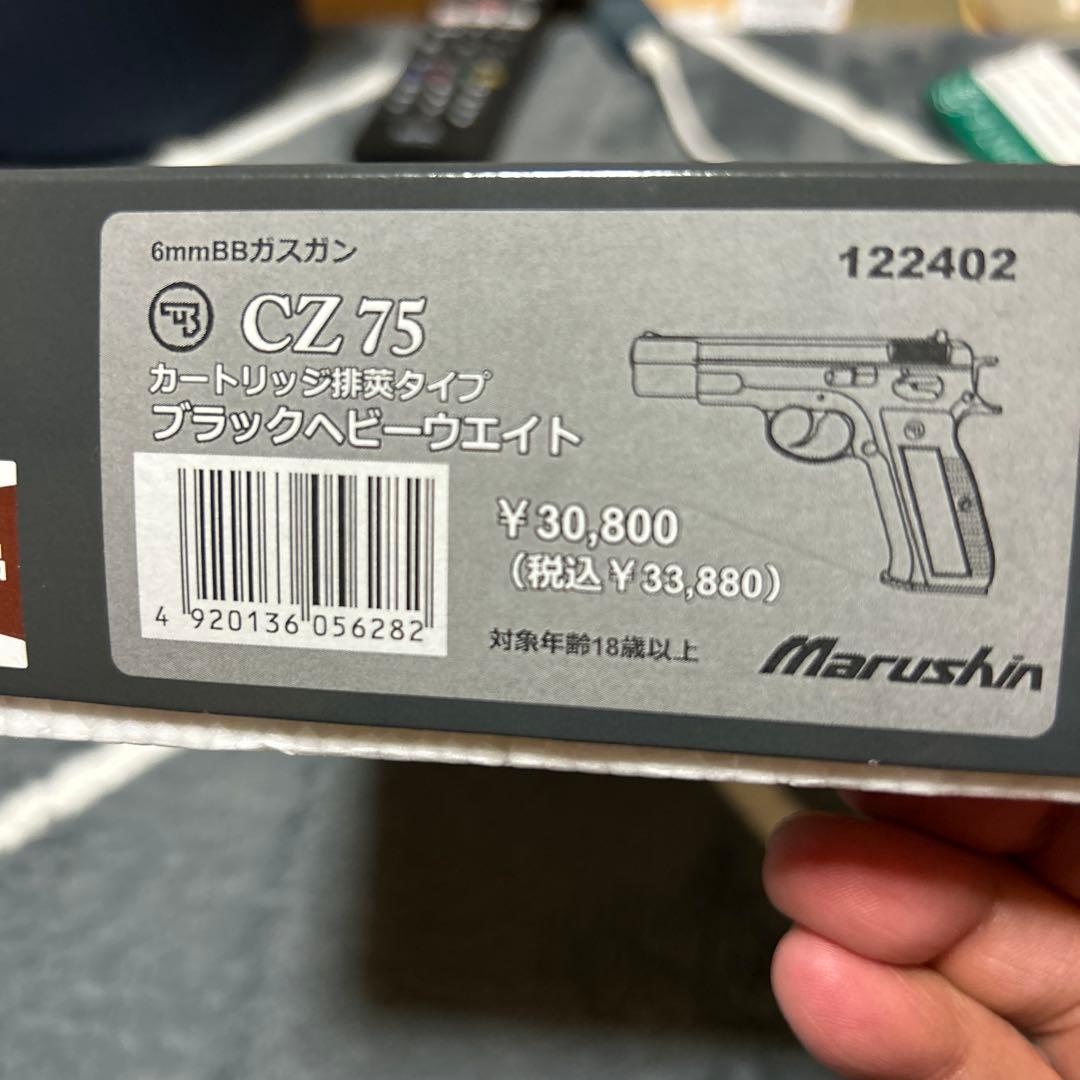 6mmBBガスガン
122402
CZ 75
カートリッジ排莢タイプ
ブラックヘビーウエイト
¥30,800
(税込¥33,880)
4 920136 056282
対象年齢18歳以上
Marushin